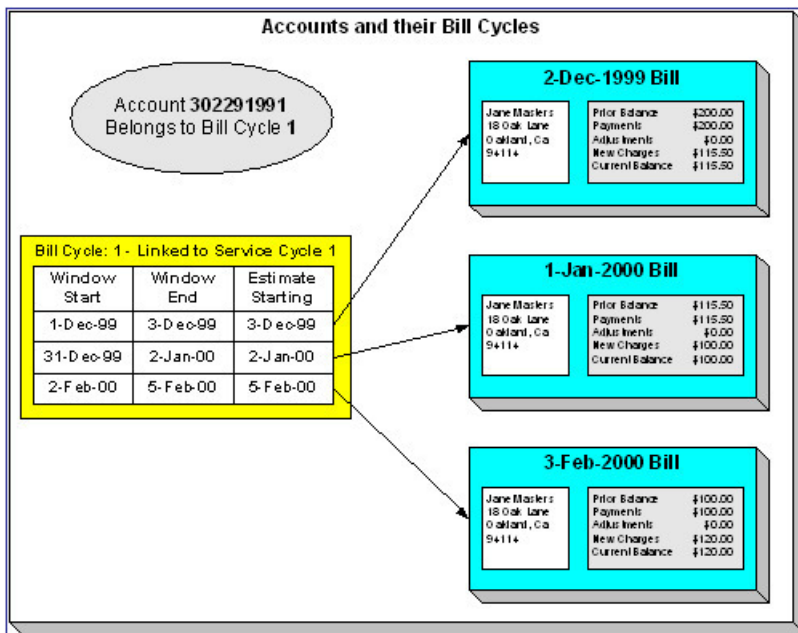 Accounts and their Bill Cycles
Account 302291991
Belongs to Bill Cycle 1
Bill Cycle: 1 - Linked to Service Cycle 1
Window Start Window End Estimate Starting
1-Dec-99 3-Dec-99 3-Dec-99
31-Dec-99 2-Jan-00 2-Jan-00
2-Feb-00 5-Feb-00 5-Feb-00
2-Dec-1999 Bill
Jane Masters
18 Oak Lane
Oakland, Ca
94114
Prior Balance $200.00
Payments $200.00
Adjustments $0.00
New Charges $115.50
Current Balance $115.50
1-Jan-2000 Bill
Jane Masters
18 Oak Lane
Oakland, Ca
94114
Prior Balance $115.50
Payments $115.50
Adjustments $0.00
New Charges $100.00
Current Balance $100.00
3-Feb-2000 Bill
Jane Masters
18 Oak Lane
Oakland, Ca
94114
Prior Balance $100.00
Payments $100.00
Adjustments $0.00
New Charges $120.00
Current Balance $120.00